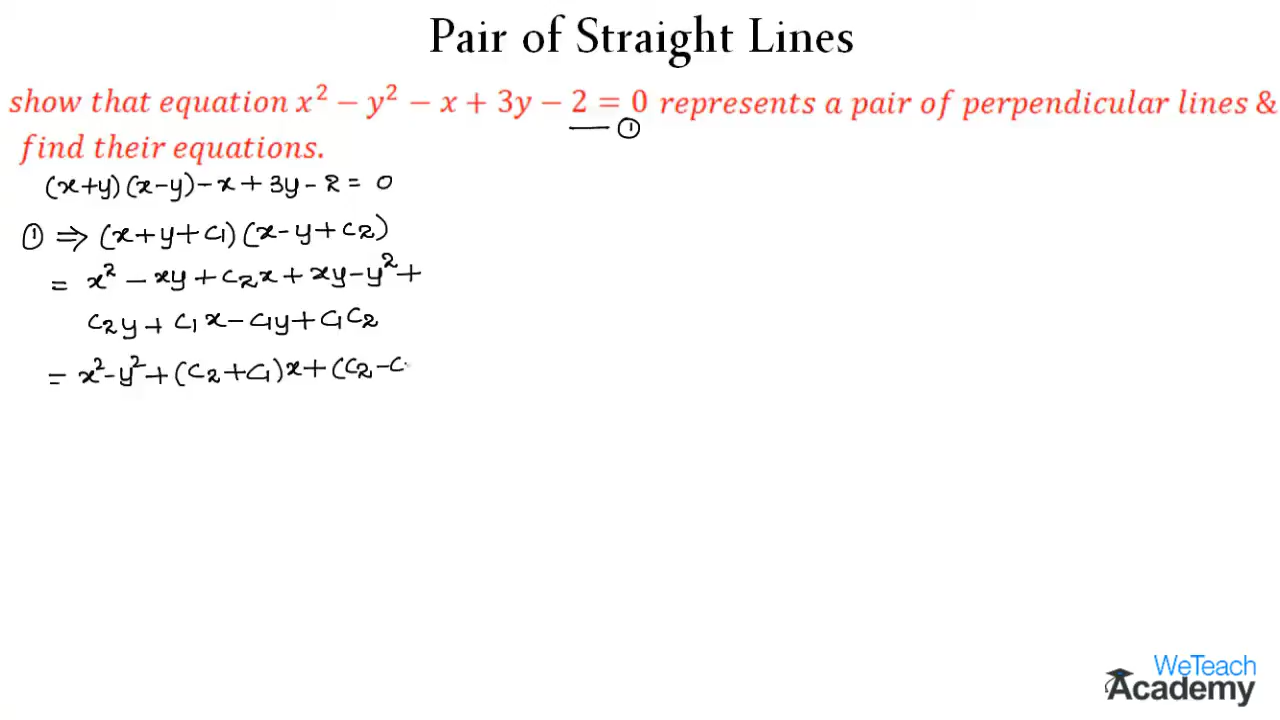 Pair of Straight Lines
show that equation x² − y² − x + 3y − 2 = 0 represents a pair of perpendicular lines &
— ①
find their equations.
(x+y)(x-y)-x+3y-2=0
① ⇒ (x+y+c1)(x-y+c2)
= x² - xy + c2x + xy - y² +
c2y + c1x - c1y + c1c2
= x² - y² + (c2+c1)x + (c2-c
WeTeach
Academy